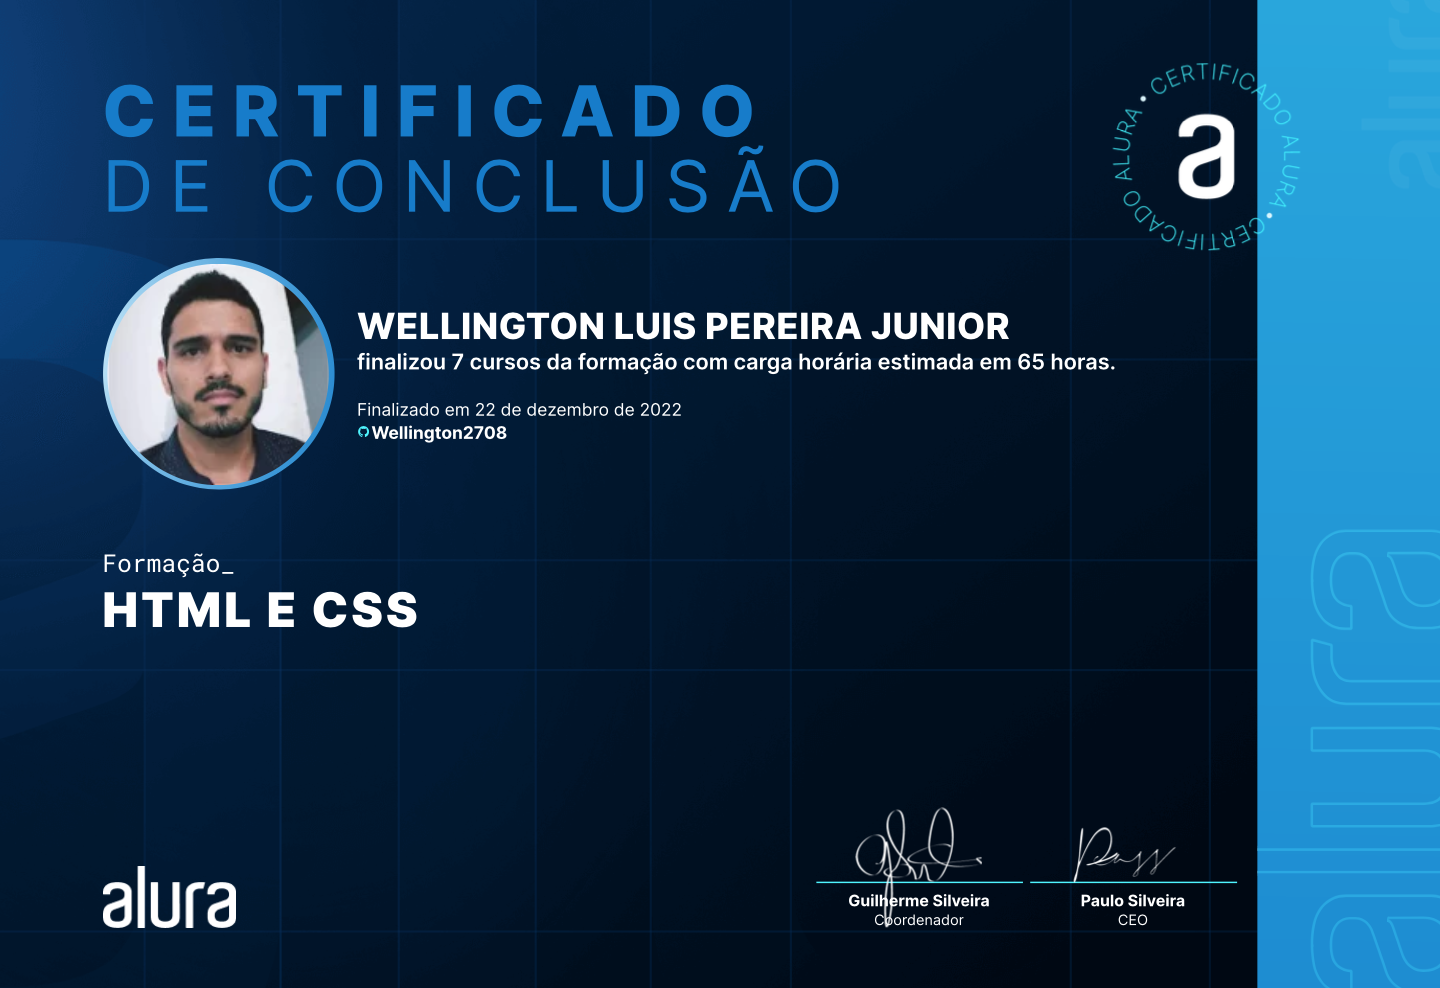 CERTIFICADO
DE CONCLUSÃO
CERTIFICADO ALURA • CERTIFICADO ALURA •
a
WELLINGTON LUIS PEREIRA JUNIOR
finalizou 7 cursos da formação com carga horária estimada em 65 horas.
Finalizado em 22 de dezembro de 2022
Wellington2708
Formação_
HTML E CSS
alura
Guilherme Silveira
Coordenador
Paulo Silveira
CEO
alura
alura